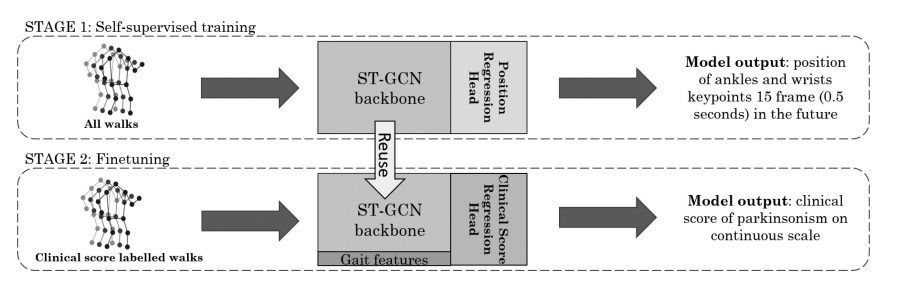 STAGE 1: Self-supervised training
All walks
ST-GCN
backbone
Position
Regression
Head
Model output: position
of ankles and wrists
keypoints 15 frame (0.5
seconds) in the future
Reuse
STAGE 2: Finetuning
Clinical score labelled walks
ST-GCN
backbone
Gait features
Clinical Score
Regression
Head
Model output: clinical
score of parkinsonism on
continuous scale